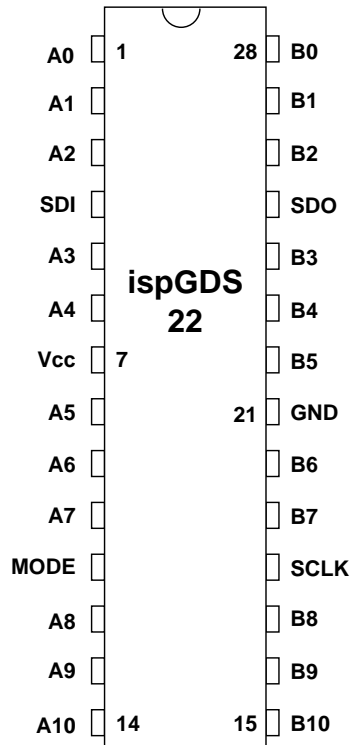 A0 1 28 B0
A1 B1
A2 B2
SDI SDO
A3 B3
ispGDS
22
A4 B4
Vcc 7 B5
A5 21 GND
A6 B6
A7 B7
MODE SCLK
A8 B8
A9 B9
A10 14 15 B10